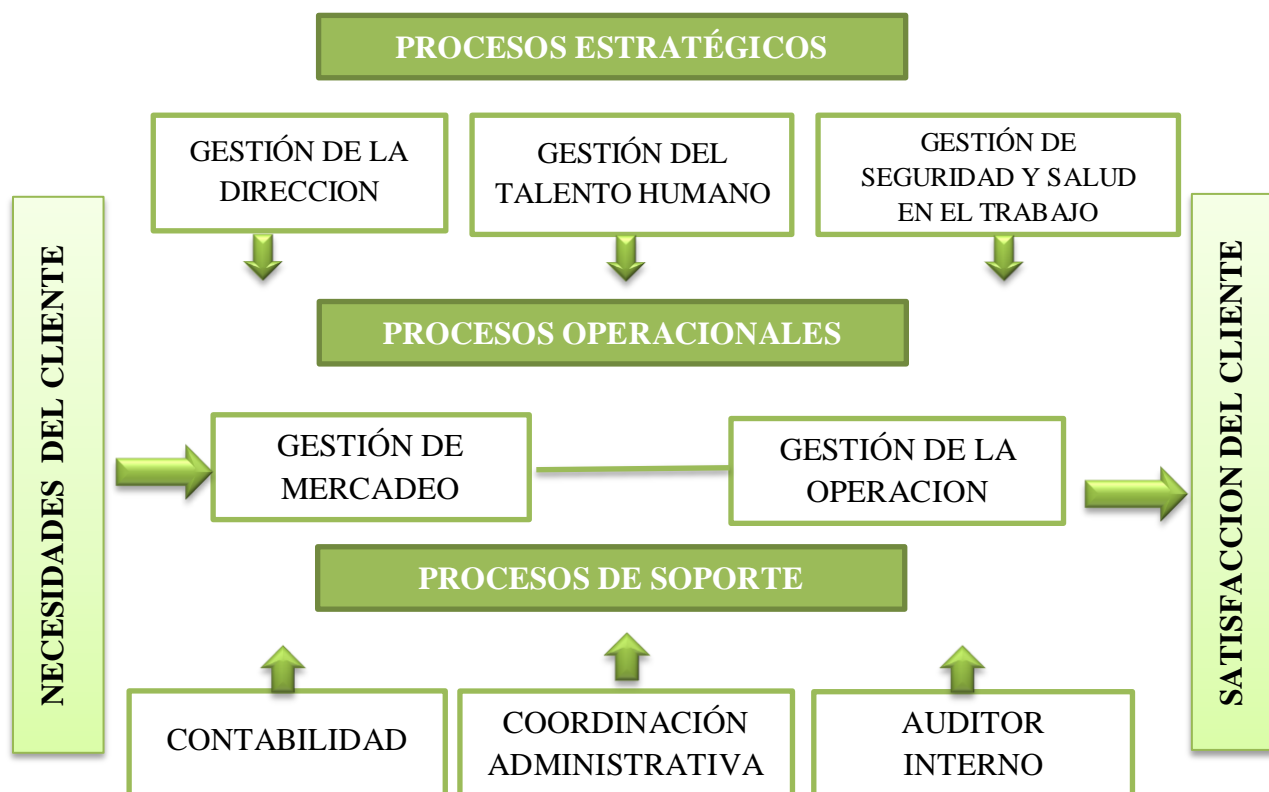 PROCESOS ESTRATÉGICOS
GESTIÓN DE LA
DIRECCION
GESTIÓN DEL
TALENTO HUMANO
GESTIÓN DE
SEGURIDAD Y SALUD
EN EL TRABAJO
NECESIDADES DEL CLIENTE
PROCESOS OPERACIONALES
GESTIÓN DE
MERCADEO
GESTIÓN DE LA
OPERACION
SATISFACCION DEL CLIENTE
PROCESOS DE SOPORTE
CONTABILIDAD
COORDINACIÓN
ADMINISTRATIVA
AUDITOR
INTERNO